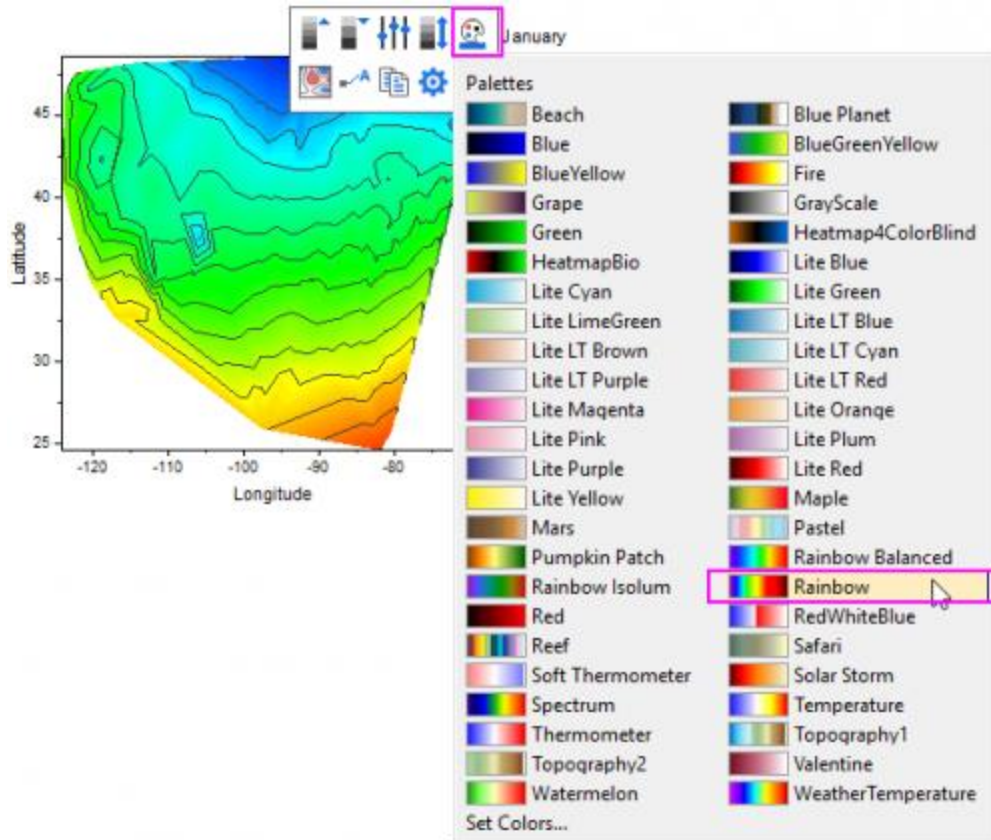 January
Palettes
Beach Blue Planet
Blue BlueGreenYellow
BlueYellow Fire
Grape GrayScale
Green Heatmap4ColorBlind
HeatmapBio Lite Blue
Lite Cyan Lite Green
Lite LimeGreen Lite LT Blue
Lite LT Brown Lite LT Cyan
Lite LT Purple Lite LT Red
Lite Magenta Lite Orange
Lite Pink Lite Plum
Lite Purple Lite Red
Lite Yellow Maple
Mars Pastel
Pumpkin Patch Rainbow Balanced
Rainbow Isolum Rainbow
Red RedWhiteBlue
Reef Safari
Soft Thermometer Solar Storm
Spectrum Temperature
Thermometer Topography1
Topography2 Valentine
Watermelon WeatherTemperature
Set Colors...
A
Latitude
45
40
35
30
25
-120 -110 -100 -90 -80
Longitude